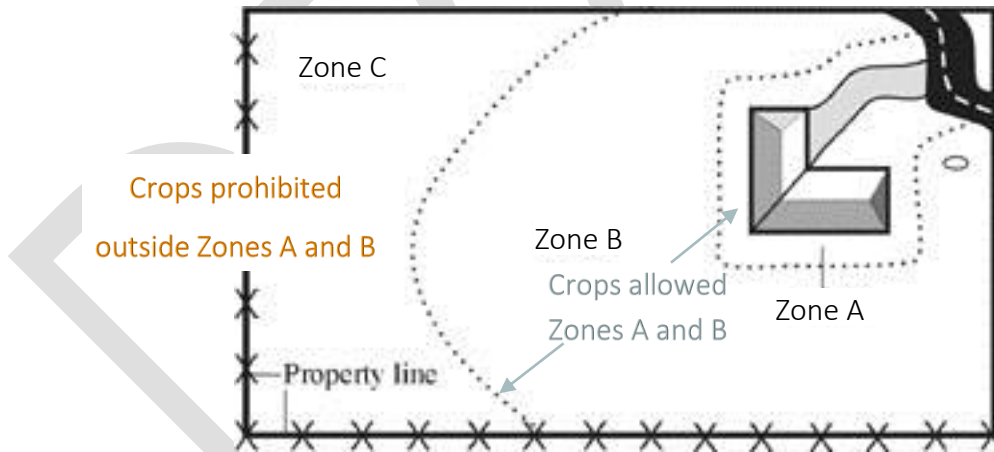 Zone C
Crops prohibited
outside Zones A and B
Zone B
Crops allowed
Zones A and B
Zone A
Property line